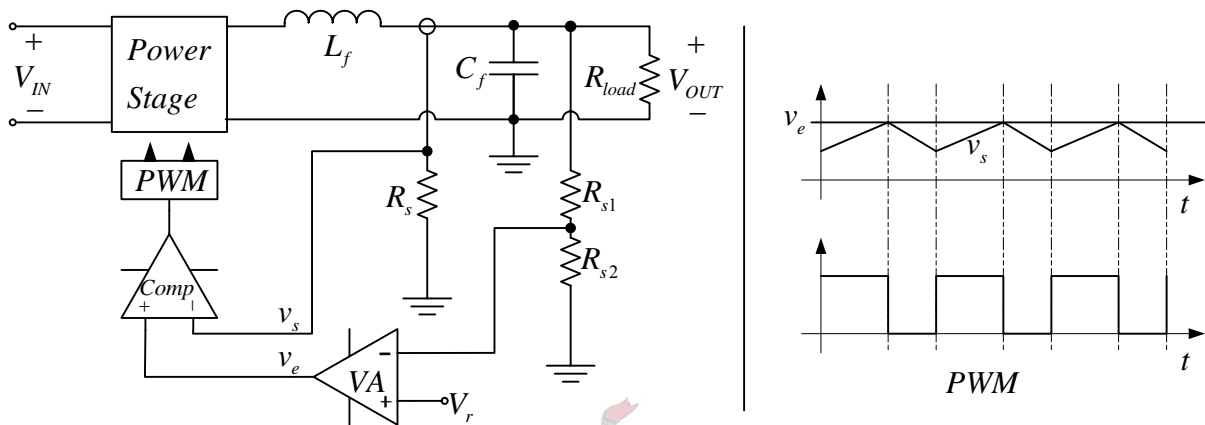 Power
Stage
+
V_IN
−
L_f
C_f
R_load
+
V_OUT
−
PWM
R_s
R_s1
R_s2
Comp
+ −
v_s
v_e
VA
-
+
V_r
v_e
v_s
t
t
PWM